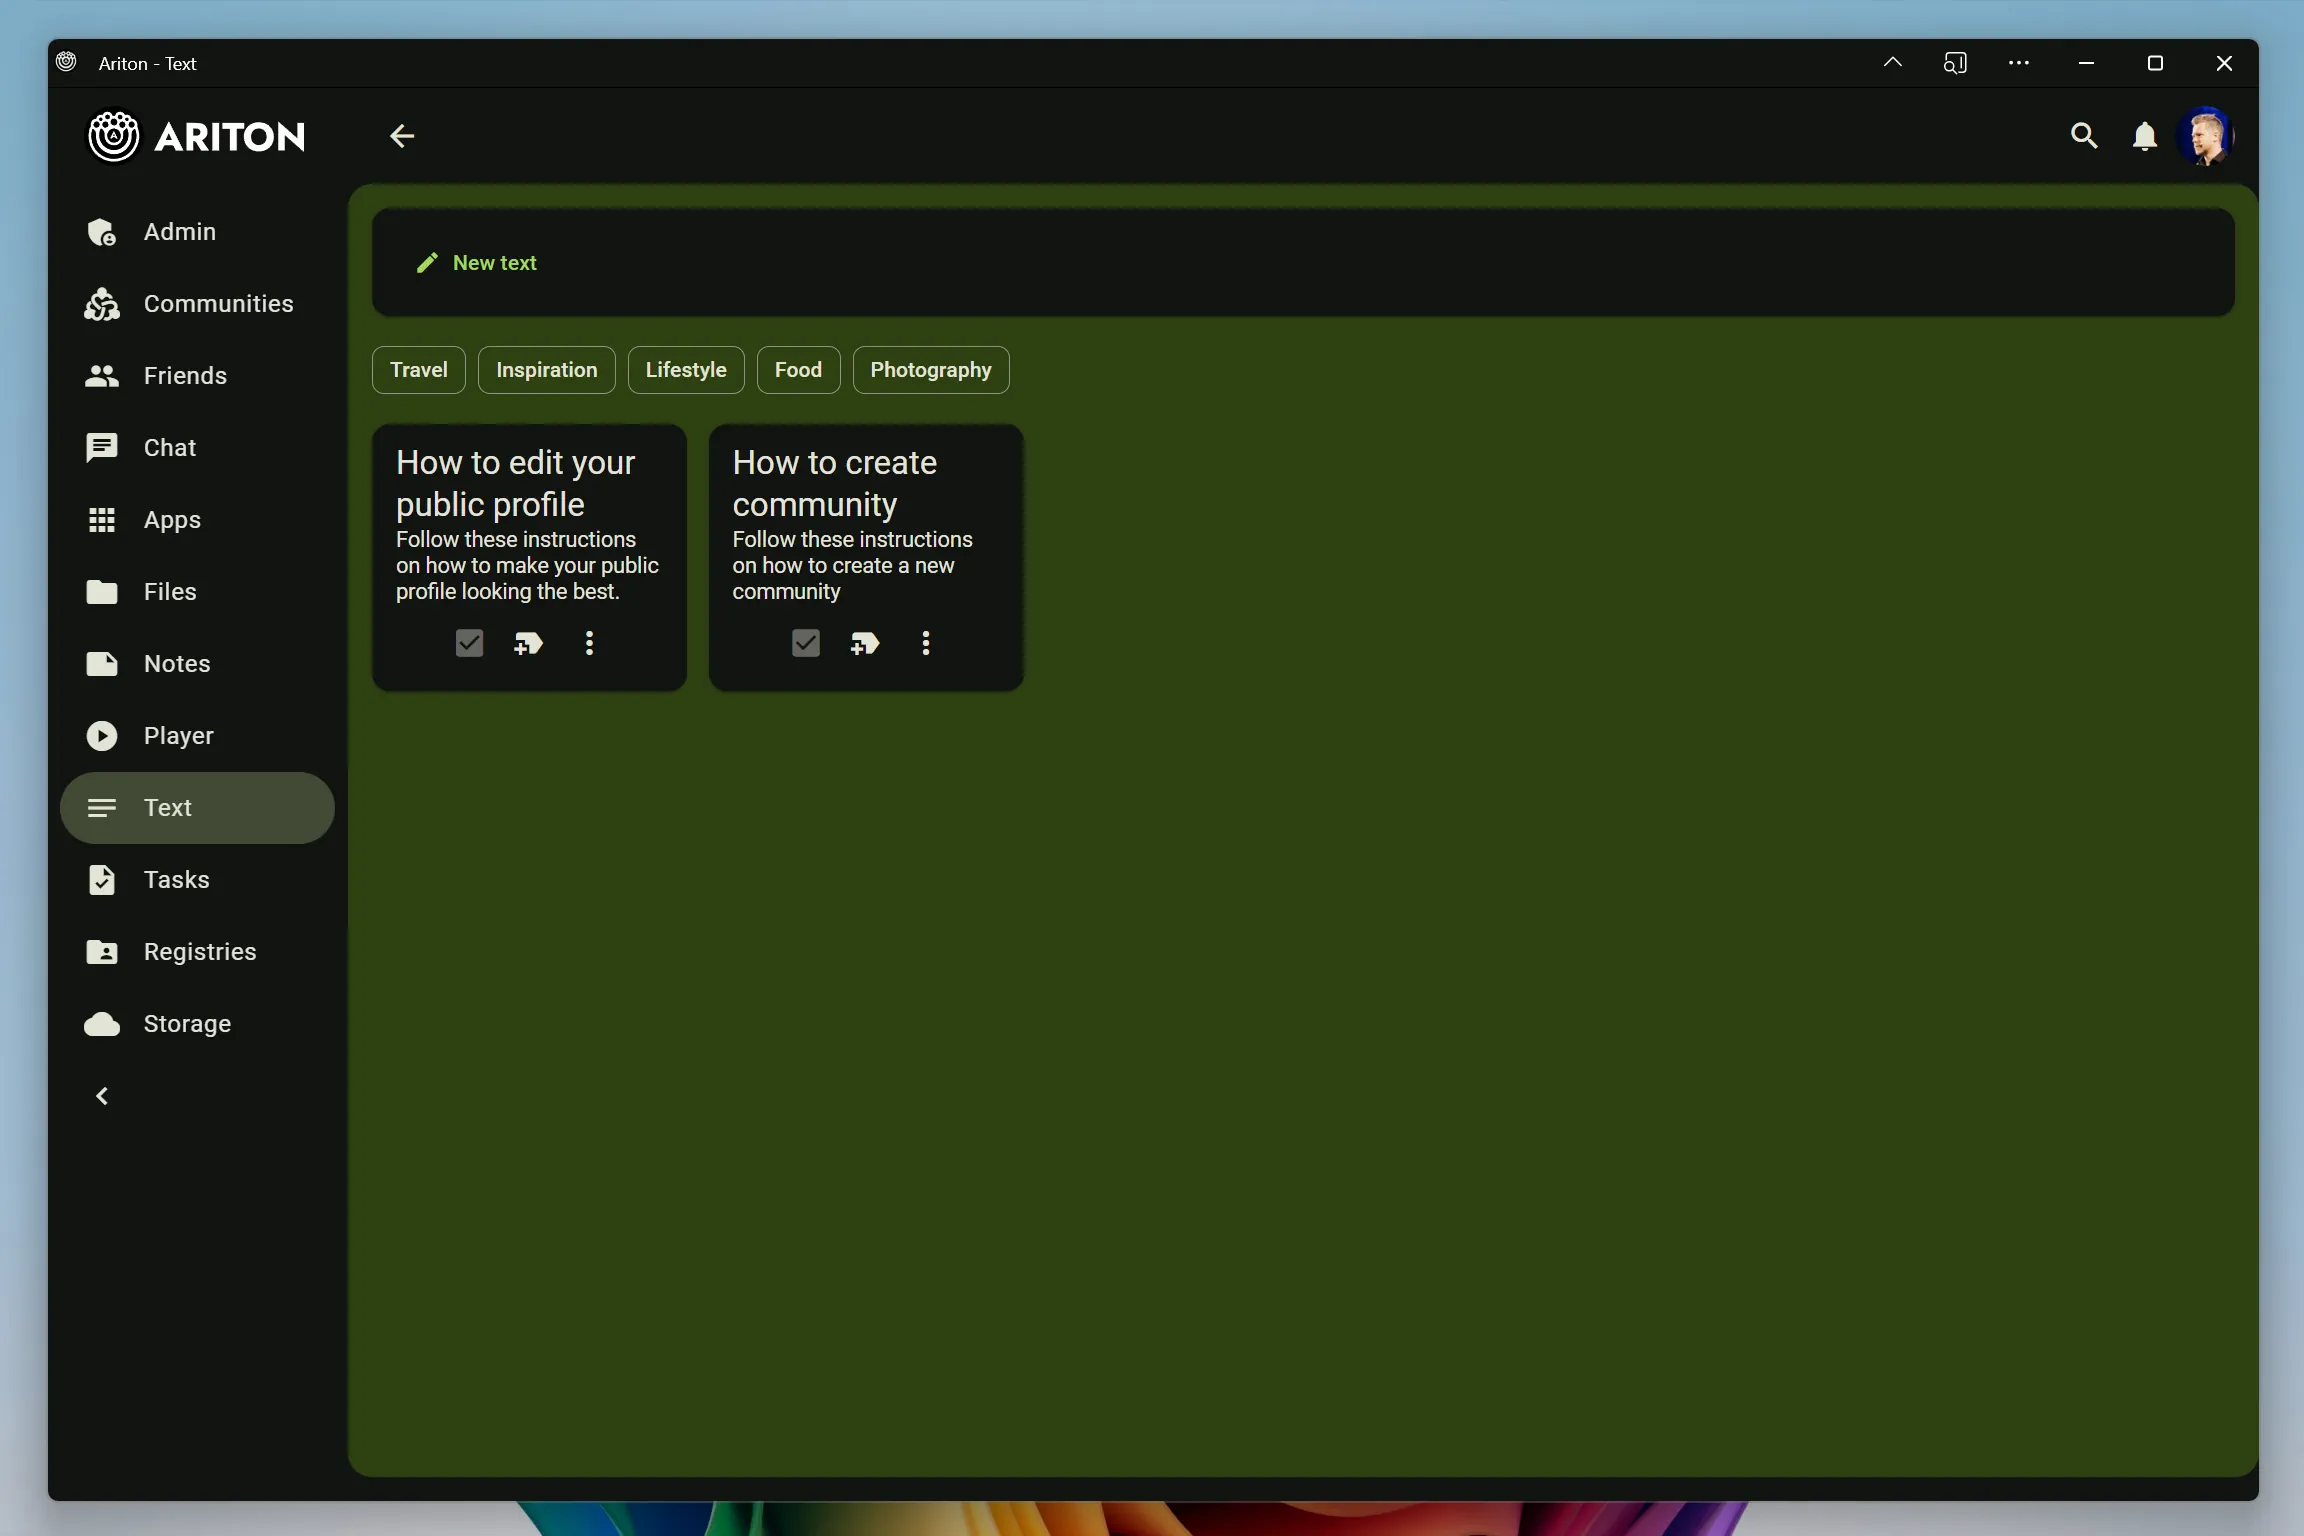 Ariton - Text
ARITON
Admin
Communities
Friends
Chat
Apps
Files
Notes
Player
Text
Tasks
Registries
Storage
New text
Travel
Inspiration
Lifestyle
Food
Photography
How to edit your
public profile
Follow these instructions
on how to make your public
profile looking the best.
How to create
community
Follow these instructions
on how to create a new
community